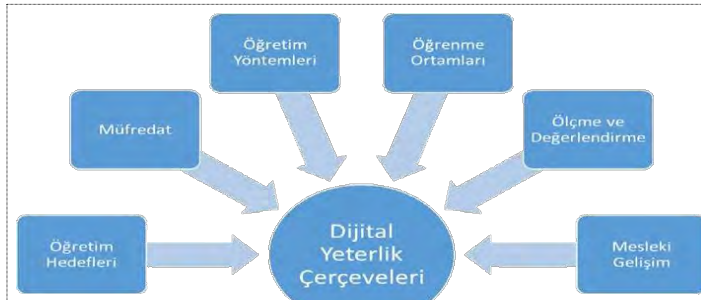 Öğretim
Yöntemleri
Öğrenme
Ortamları
Müfredat
Ölçme ve
Değerlendirme
Öğretim
Hedefleri
Dijital
Yeterlik
Çerçeveleri
Mesleki
Gelişim